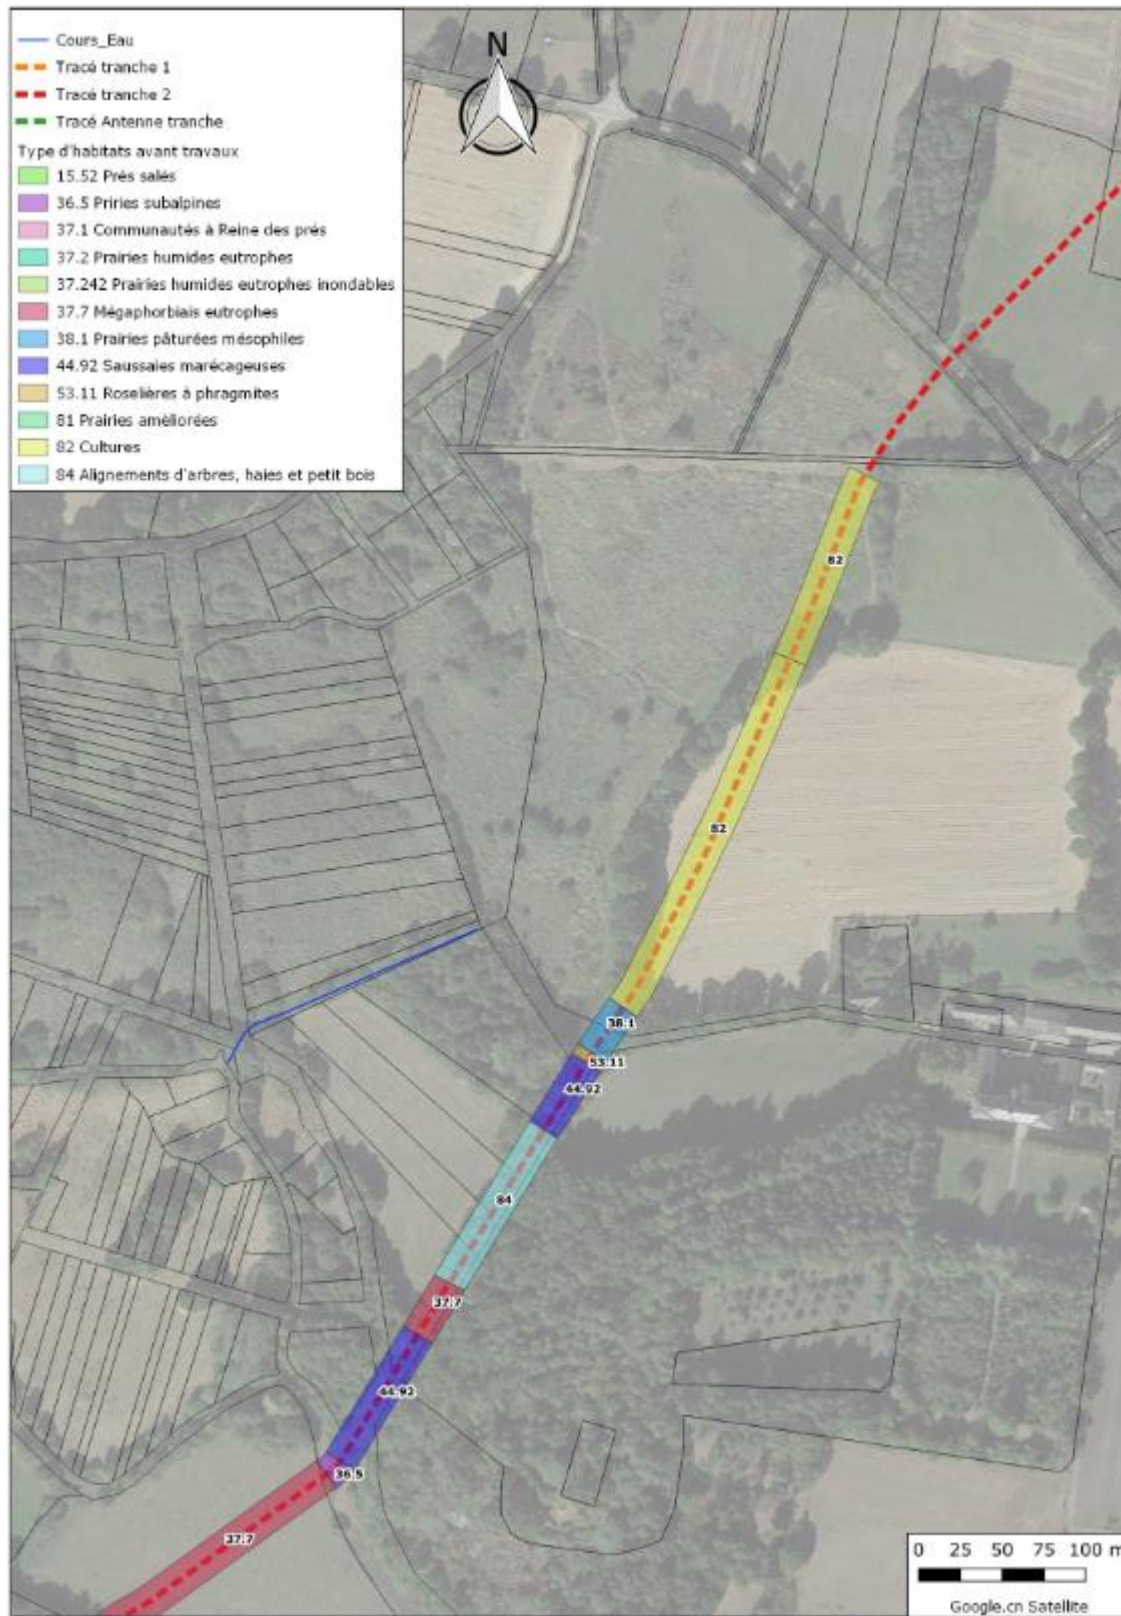 Cours_Eau
Tracé tranche 1
Tracé tranche 2
Tracé Antenne tranche
Type d'habitats avant travaux
15.52 Prés salés
36.5 Priries subalpines
37.1 Communautés à Reine des prés
37.2 Prairies humides eutrophes
37.242 Prairies humides eutrophes inondables
37.7 Mégaphorbiais eutrophes
38.1 Prairies pâturées mésophiles
44.92 Saussaies marécageuses
53.11 Roselières à phragmites
81 Prairies améliorées
82 Cultures
84 Alignements d'arbres, haies et petit bois
N
82
82
38.1
53.11
44.92
84
37.7
44.92
36.5
37.7
0 25 50 75 100 m
Google.cn Satellite